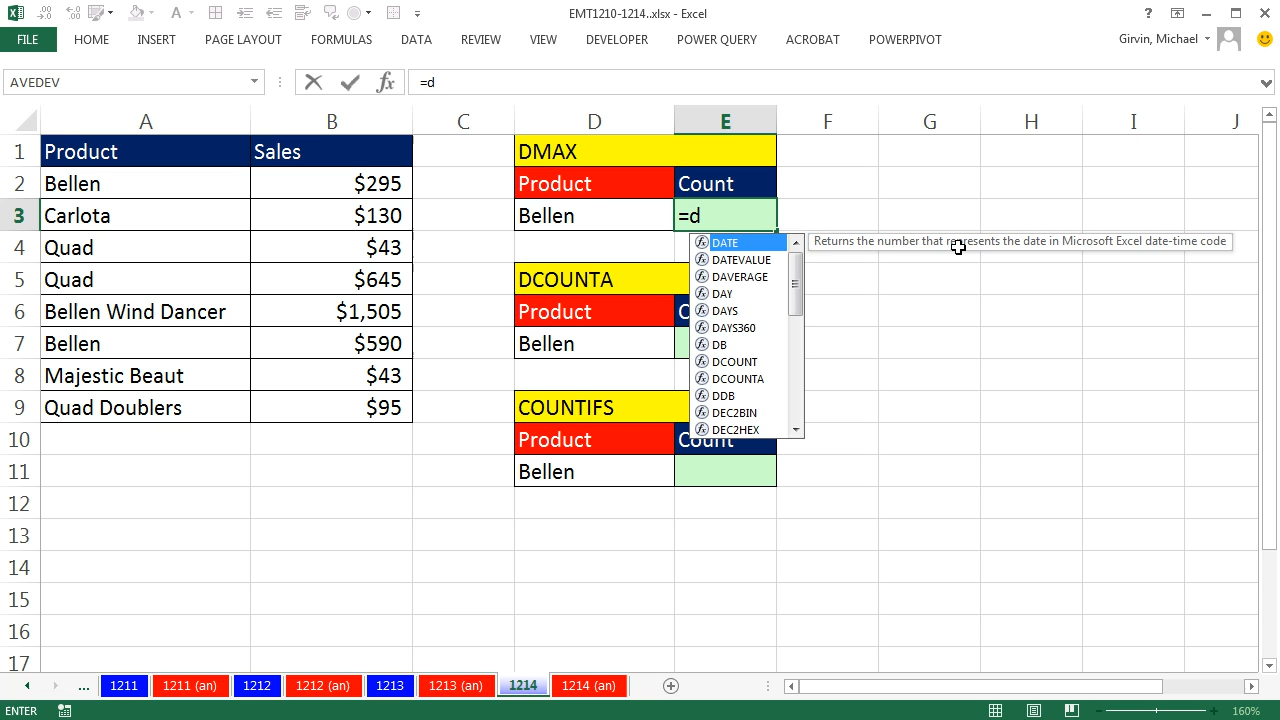 EMT1210-1214..xlsx - Excel
FILE HOME INSERT PAGE LAYOUT FORMULAS DATA REVIEW VIEW DEVELOPER POWER QUERY ACROBAT POWERPIVOT Girvin, Michael
AVEDEV fx =d
A B C D E F G H I J
1 Product Sales DMAX
2 Bellen $295 Product Count
3 Carlota $130 Bellen =d
4 Quad $43
5 Quad $645 DCOUNTA
6 Bellen Wind Dancer $1,505 Product
7 Bellen $590 Bellen
8 Majestic Beaut $43
9 Quad Doublers $95 COUNTIFS
10 Product Count
11 Bellen
12
13
14
15
16
17
DATE Returns the number that represents the date in Microsoft Excel date-time code
DATEVALUE
DAVERAGE
DAY
DAYS
DAYS360
DB
DCOUNT
DCOUNTA
DDB
DEC2BIN
DEC2HEX
... 1211 1211 (an) 1212 1212 (an) 1213 1213 (an) 1214 1214 (an)
ENTER 160%